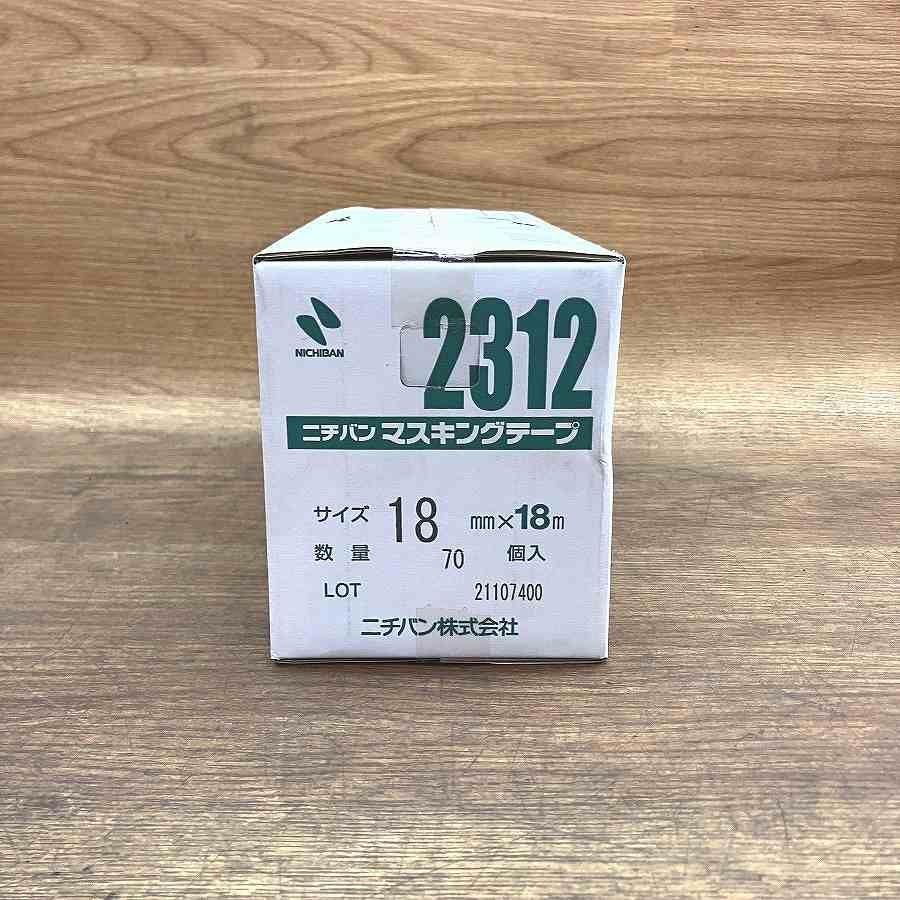 NICHIBAN
2312
ニチバン マスキングテープ
サイズ 18 mm×18m
数量 70 個入
LOT 21107400
ニチバン株式会社